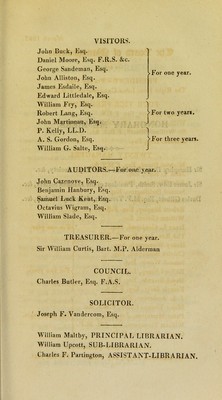 VISITORS.
John Buck, Esq.
Daniel Moore, Esq. F.R.S. &c.
George Sandeman, Esq.
John Alliston, Esq.
James Esdaile, Esq.
Edward Littledale, Esq.
For one year.
William Fry, Esq.
Robert Lang, Esq.
John Martineau, Esq.
For two years.
P. Kelly, LL.D.
A. S. Gordon, Esq.
William G. Salte, Esq.
For three years.
AUDITORS.—For one year.
John Cazenove, Esq.
Benjamin Hanbury, Esq.
Samuel Luck Kent, Esq.
Octavius Wigram, Esq.
William Slade, Esq.
TREASURER.—For one year.
Sir William Curtis, Bart. M.P. Alderman
COUNCIL.
Charles Butler, Esq. F.A.S.
SOLICITOR.
Joseph F. Vandercom, Esq.
William Maltby, PRINCIPAL LIBRARIAN.
William Upcott, SUB-LIBRARIAN.
Charles F. Partington, ASSISTANT-LIBRARIAN.